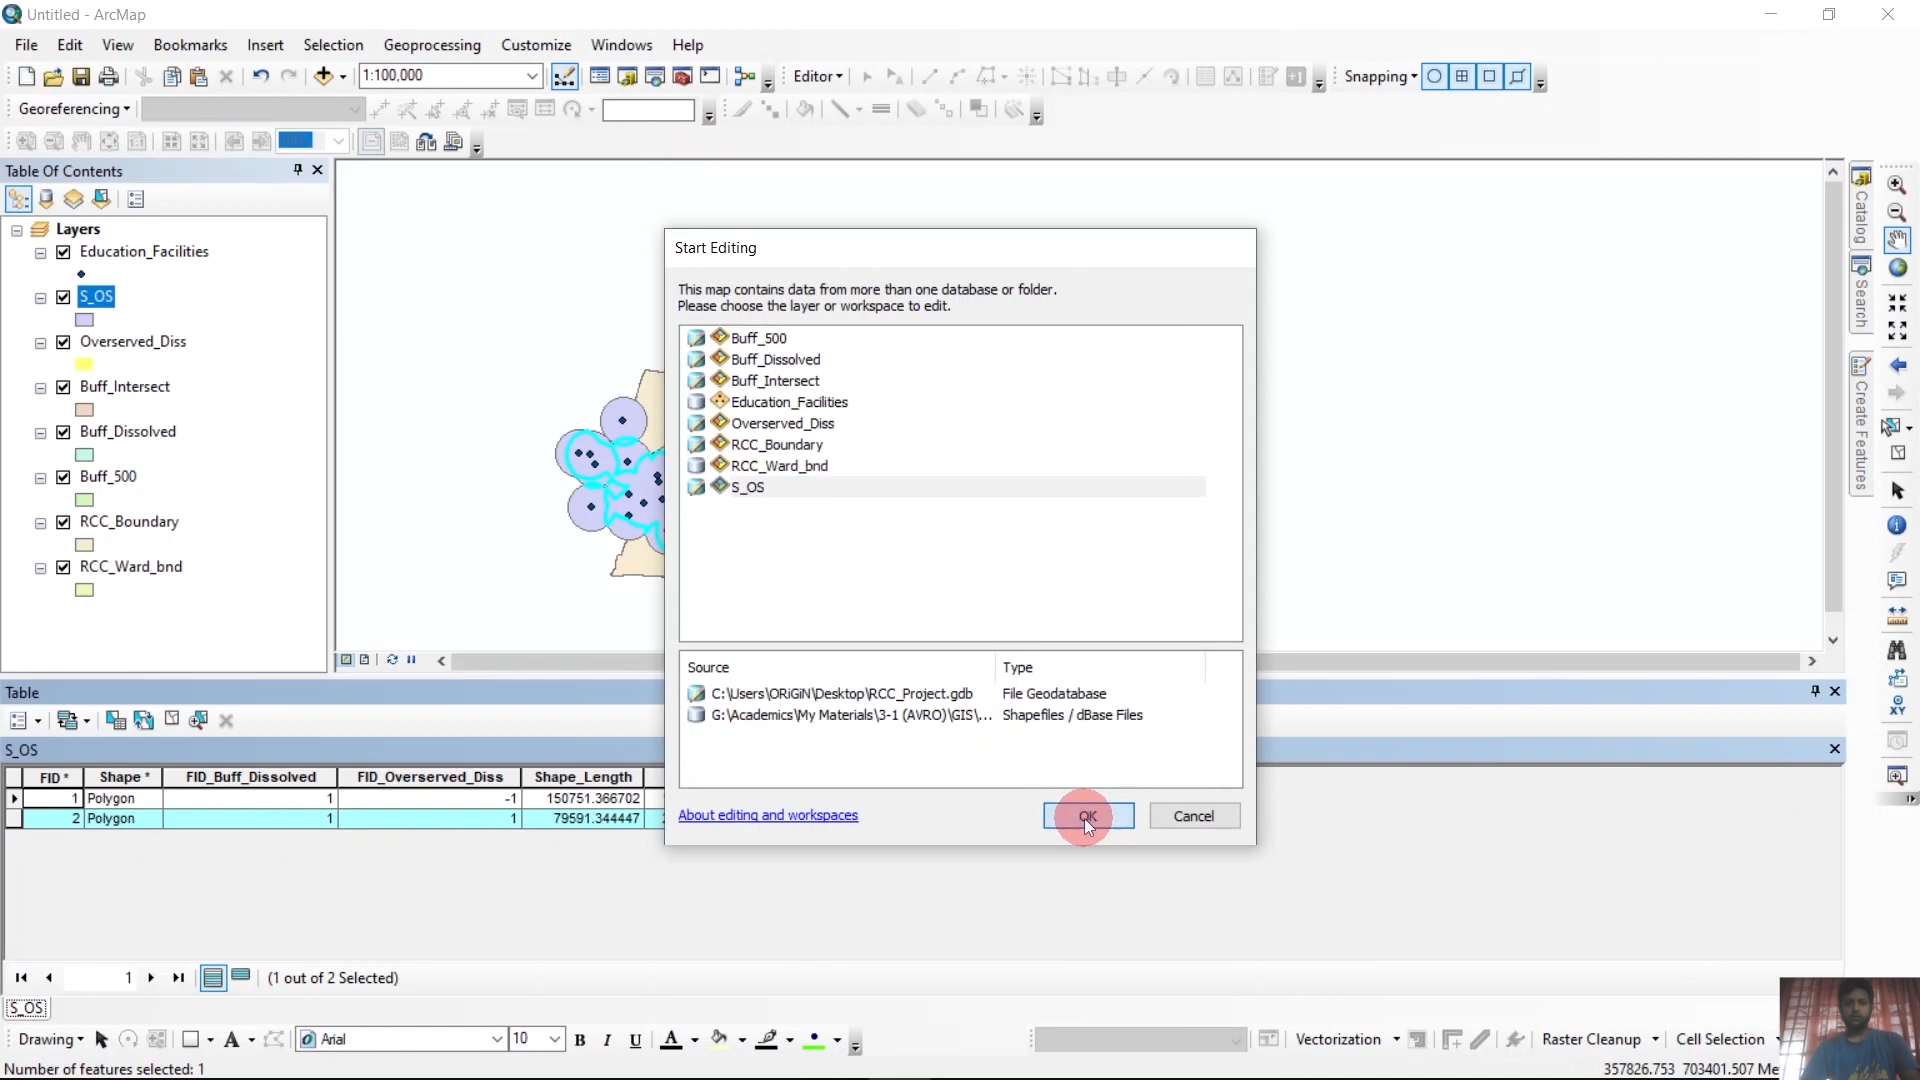 Untitled - ArcMap
File Edit View Bookmarks Insert Selection Geoprocessing Customize Windows Help
1:100,000 Editor Snapping
Georeferencing
Table Of Contents
Layers
Education_Facilities
S_OS
Overserved_Diss
Buff_Intersect
Buff_Dissolved
Buff_500
RCC_Boundary
RCC_Ward_bnd
Start Editing
This map contains data from more than one database or folder.
Please choose the layer or workspace to edit.
Buff_500
Buff_Dissolved
Buff_Intersect
Education_Facilities
Overserved_Diss
RCC_Boundary
RCC_Ward_bnd
S_OS
Source Type
C:\Users\ORiGiN\Desktop\RCC_Project.gdb File Geodatabase
G:\Academics\My Materials\3-1 (AVRO)\GIS\... Shapefiles / dBase Files
About editing and workspaces OK Cancel
Catalog
Search
Create Features
XY
Table
S_OS
FID * Shape * FID_Buff_Dissolved FID_Overserved_Diss Shape_Length
1 Polygon 1 -1 150751.366702
2 Polygon 1 1 79591.344447
1 (1 out of 2 Selected)
S_OS
Drawing A Arial 10 B I U A Vectorization Raster Cleanup Cell Selection
Number of features selected: 1 357826.753 703401.507 Me